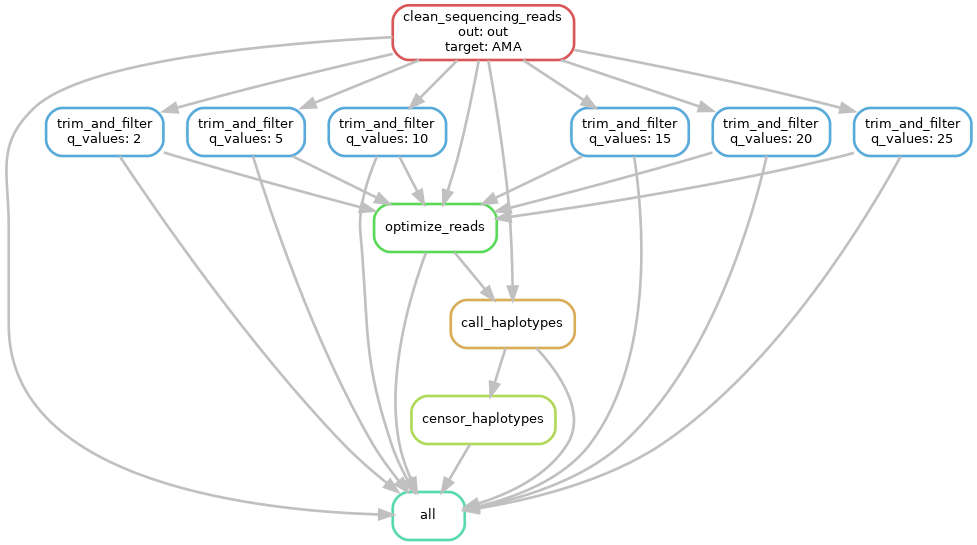 clean_sequencing_reads
out: out
target: AMA
trim_and_filter
q_values: 2
trim_and_filter
q_values: 5
trim_and_filter
q_values: 10
trim_and_filter
q_values: 15
trim_and_filter
q_values: 20
trim_and_filter
q_values: 25
optimize_reads
call_haplotypes
censor_haplotypes
all